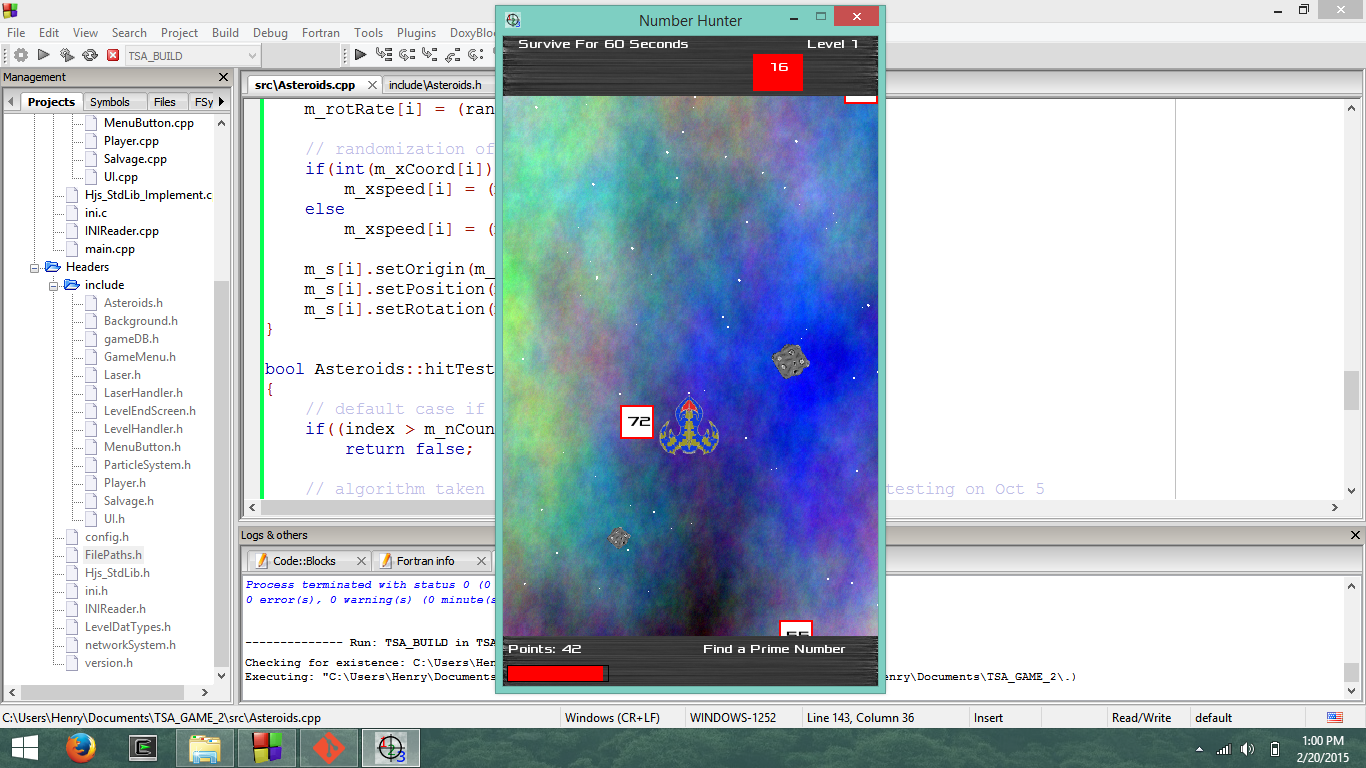 Number Hunter
File Edit View Search Project Build Debug Fortran Tools Plugins DoxyBloc
TSA_BUILD
Management
Projects Symbols Files FSy
MenuButton.cpp
Player.cpp
Salvage.cpp
UI.cpp
Hjs_StdLib_Implement.c
ini.c
INIReader.cpp
main.cpp
Headers
include
Asteroids.h
Background.h
gameDB.h
GameMenu.h
Laser.h
LaserHandler.h
LevelEndScreen.h
LevelHandler.h
MenuButton.h
ParticleSystem.h
Player.h
Salvage.h
UI.h
config.h
FilePaths.h
Hjs_StdLib.h
ini.h
INIReader.h
LevelDatTypes.h
networkSystem.h
version.h
src\Asteroids.cpp include\Asteroids.h
m_rotRate[i] = (ran
// randomization of
if(int(m_xCoord[i])
m_xspeed[i] = (
else
m_xspeed[i] = (
m_s[i].setOrigin(m_
m_s[i].setPosition(
m_s[i].setRotation(
}
bool Asteroids::hitTest
{
// default case if
if((index > m_nCoun
return false;
// algorithm taken testing on Oct 5
Survive For 60 Seconds Level 1
16
72
Points: 42 Find a Prime Number
Logs & others
Code::Blocks Fortran info
Process terminated with status 0 (0
0 error(s), 0 warning(s) (0 minute(s
-------------- Run: TSA_BUILD in TSA
Checking for existence: C:\Users\Henry\Docume
Executing: "C:\Users\Henry\Documents enry\Documents\TSA_GAME_2\.)
C:\Users\Henry\Documents\TSA_GAME_2\src\Asteroids.cpp Windows (CR+LF) WINDOWS-1252 Line 143, Column 36 Insert Read/Write default
1:00 PM
2/20/2015